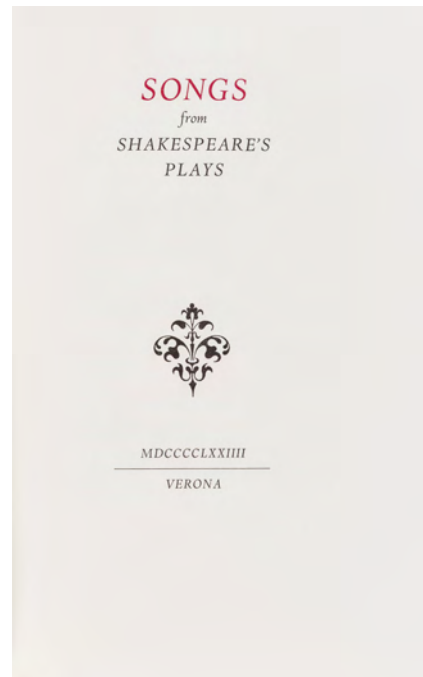 SONGS
from
SHAKESPEARE'S
PLAYS
MDCCCCLXXIIII
VERONA